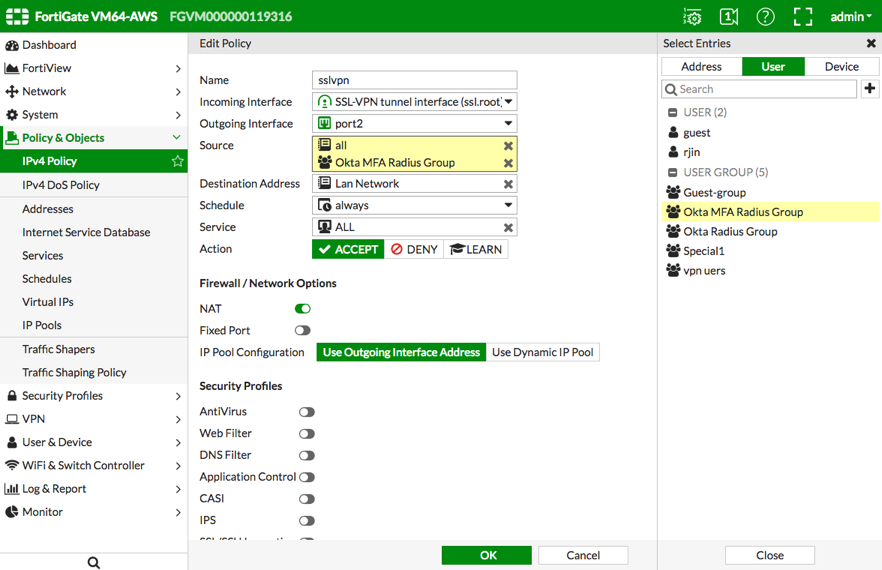 FortiGate VM64-AWS FGVM000000119316
1
?
admin
Dashboard
FortiView
Network
System
Policy & Objects
IPv4 Policy
IPv4 DoS Policy
Addresses
Internet Service Database
Services
Schedules
Virtual IPs
IP Pools
Traffic Shapers
Traffic Shaping Policy
Security Profiles
VPN
User & Device
WiFi & Switch Controller
Log & Report
Monitor
Edit Policy
Name sslvpn
Incoming Interface SSL-VPN tunnel interface (ssl.root)
Outgoing Interface port2
Source all
Okta MFA Radius Group
Destination Address Lan Network
Schedule always
Service ALL
Action ACCEPT DENY LEARN
Firewall / Network Options
NAT
Fixed Port
IP Pool Configuration Use Outgoing Interface Address Use Dynamic IP Pool
Security Profiles
AntiVirus
Web Filter
DNS Filter
Application Control
CASI
IPS
OK Cancel
Select Entries
Address User Device
Search
USER (2)
guest
rjin
USER GROUP (5)
Guest-group
Okta MFA Radius Group
Okta Radius Group
Special1
vpn uers
Close